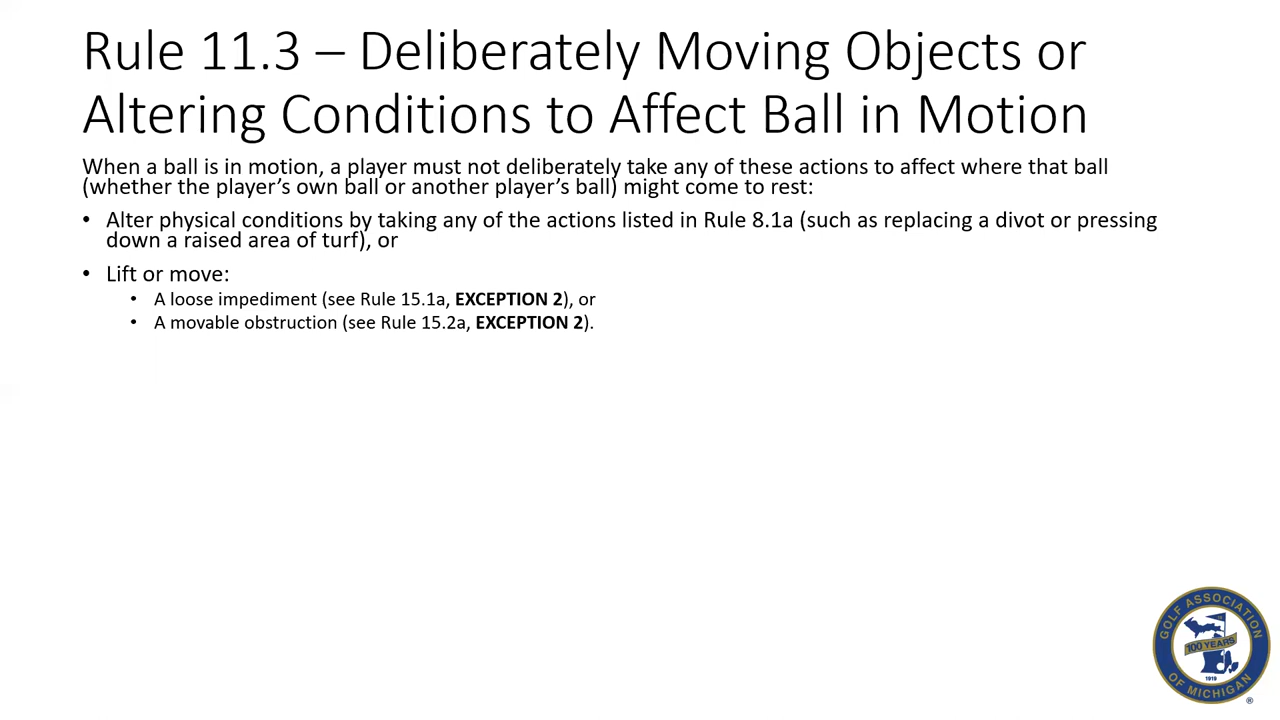 Rule 11.3 – Deliberately Moving Objects or
Altering Conditions to Affect Ball in Motion
When a ball is in motion, a player must not deliberately take any of these actions to affect where that ball
(whether the player’s own ball or another player’s ball) might come to rest:
• Alter physical conditions by taking any of the actions listed in Rule 8.1a (such as replacing a divot or pressing
down a raised area of turf), or
• Lift or move:
• A loose impediment (see Rule 15.1a, EXCEPTION 2), or
• A movable obstruction (see Rule 15.2a, EXCEPTION 2).
GOLF ASSOCIATION
100 YEARS
1919
OF MICHIGAN
®